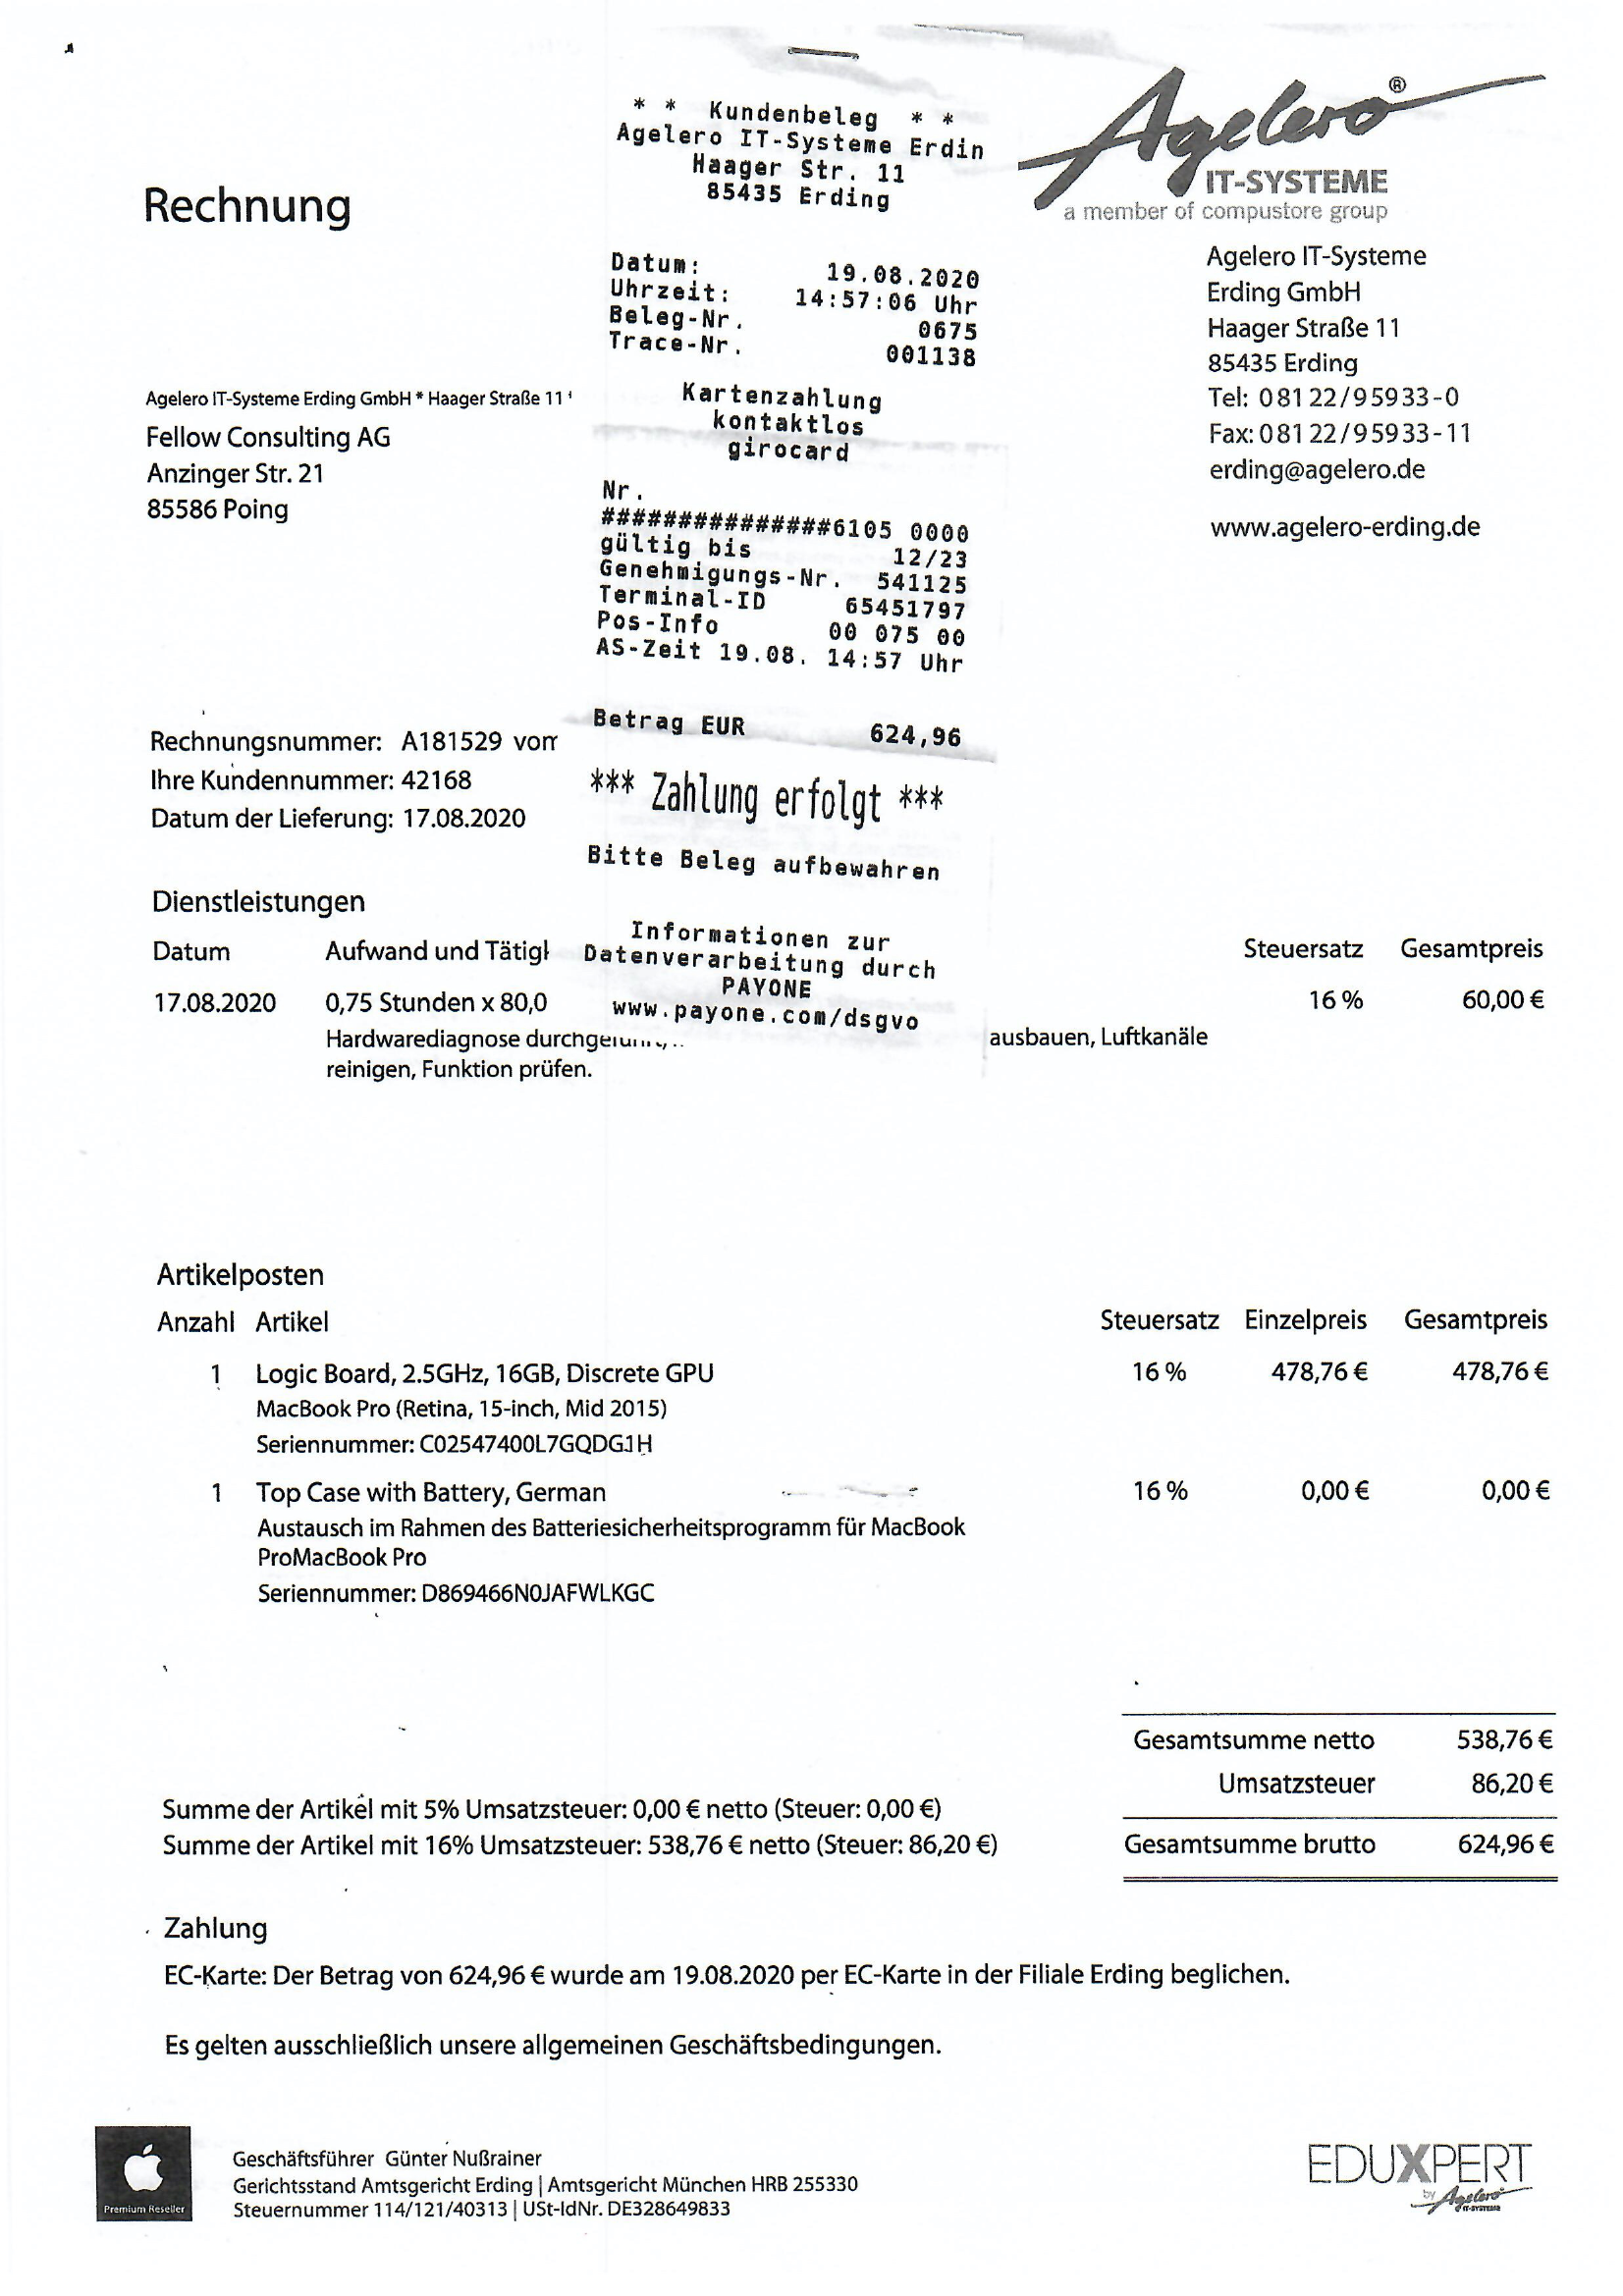 * * Kundenbeleg * *
Agelero IT-Systeme Erdin
Haager Str. 11
85435 Erding
Datum: 19.08.2020
Uhrzeit: 14:57:06 Uhr
Beleg-Nr. 0675
Trace-Nr. 001138
Kartenzahlung
kontaktlos
girocard
Nr.
###############6105 0000
gültig bis 12/23
Genehmigungs-Nr. 541125
Terminal-ID 65451797
Pos-Info 00 075 00
AS-Zeit 19.08. 14:57 Uhr
Betrag EUR 624,96
*** Zahlung erfolgt ***
Bitte Beleg aufbewahren
Informationen zur
Datenverarbeitung durch
PAYONE
www.payone.com/dsgvo
Agelero®
IT-SYSTEME
a member of compustore group
Rechnung
Agelero IT-Systeme
Erding GmbH
Haager Straße 11
85435 Erding
Tel: 08122/95933-0
Fax: 08122/95933-11
erding@agelero.de
www.agelero-erding.de
Agelero IT-Systeme Erding GmbH * Haager Straße 11
Fellow Consulting AG
Anzinger Str. 21
85586 Poing
Rechnungsnummer: A181529
Ihre Kundennummer: 42168
Datum der Lieferung: 17.08.2020
Dienstleistungen
Datum Aufwand und Steuersatz Gesamtpreis
17.08.2020 0,75 Stunden x 80,0 16 % 60,00 €
Hardwarediagnose ausbauen, Luftkanäle
reinigen, Funktion prüfen.
Artikelposten
Anzahl Artikel Steuersatz Einzelpreis Gesamtpreis
1 Logic Board, 2.5GHz, 16GB, Discrete GPU 16 % 478,76 € 478,76 €
MacBook Pro (Retina, 15-inch, Mid 2015)
Seriennummer: C02547400L7GQDG1H
1 Top Case with Battery, German 16 % 0,00 € 0,00 €
Austausch im Rahmen des Batteriesicherheitsprogramm für MacBook
ProMacBook Pro
Seriennummer: D869466N0JAFWLKGC
Gesamtsumme netto 538,76 €
Umsatzsteuer 86,20 €
Summe der Artikel mit 5% Umsatzsteuer: 0,00 € netto (Steuer: 0,00 €)
Summe der Artikel mit 16% Umsatzsteuer: 538,76 € netto (Steuer: 86,20 €) Gesamtsumme brutto 624,96 €
Zahlung
EC-Karte: Der Betrag von 624,96 € wurde am 19.08.2020 per EC-Karte in der Filiale Erding beglichen.
Es gelten ausschließlich unsere allgemeinen Geschäftsbedingungen.
Premium Reseller
Geschäftsführer Günter Nußrainer
Gerichtsstand Amtsgericht Erding | Amtsgericht München HRB 255330
Steuernummer 114/121/40313 | USt-IdNr. DE328649833
EDUXPERT
by Agelero
IT-SYSTEME